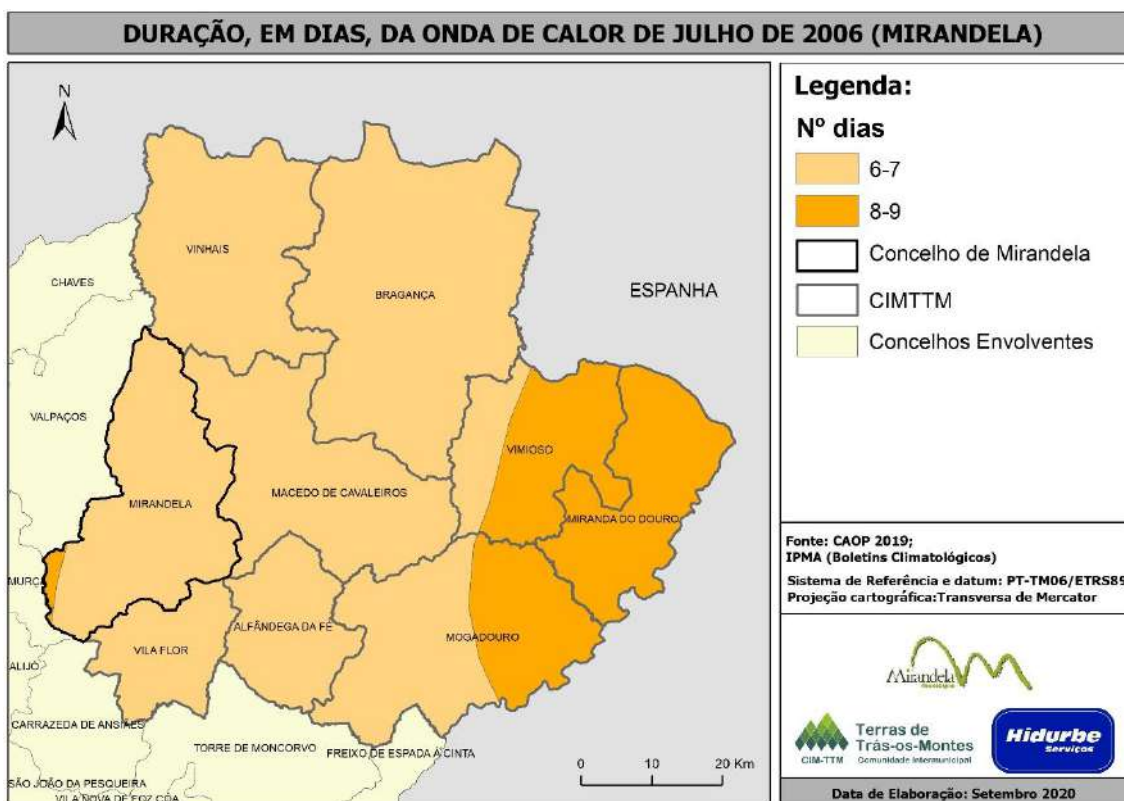 DURAÇÃO, EM DIAS, DA ONDA DE CALOR DE JULHO DE 2006 (MIRANDELA)
N
VINHAIS
CHAVES
BRAGANÇA
ESPANHA
VALPAÇOS
VIMIOSO
MIRANDELA
MACEDO DE CAVALEIROS
MIRANDA DO DOURO
MURÇA
ALFÂNDEGA DA FÉ
MOGADOURO
VILA FLOR
ALIJÓ
CARRAZEDA DE ANSIÃES
TORRE DE MONCORVO
FREIXO DE ESPADA À CINTA
SÃO JOÃO DA PESQUEIRA
VILA NOVA DE FOZ CÔA
0 10 20 Km
Legenda:
Nº dias
6-7
8-9
Concelho de Mirandela
CIMTTM
Concelhos Envolventes
Fonte: CAOP 2019;
IPMA (Boletins Climatológicos)
Sistema de Referência e datum: PT-TM06/ETRS89
Projeção cartográfica:Transversa de Mercator
Mirandela
Terras de
Trás-os-Montes
CIM-TTM Comunidade Intermunicipal
Hidurbe
Serviços
Data de Elaboração: Setembro 2020